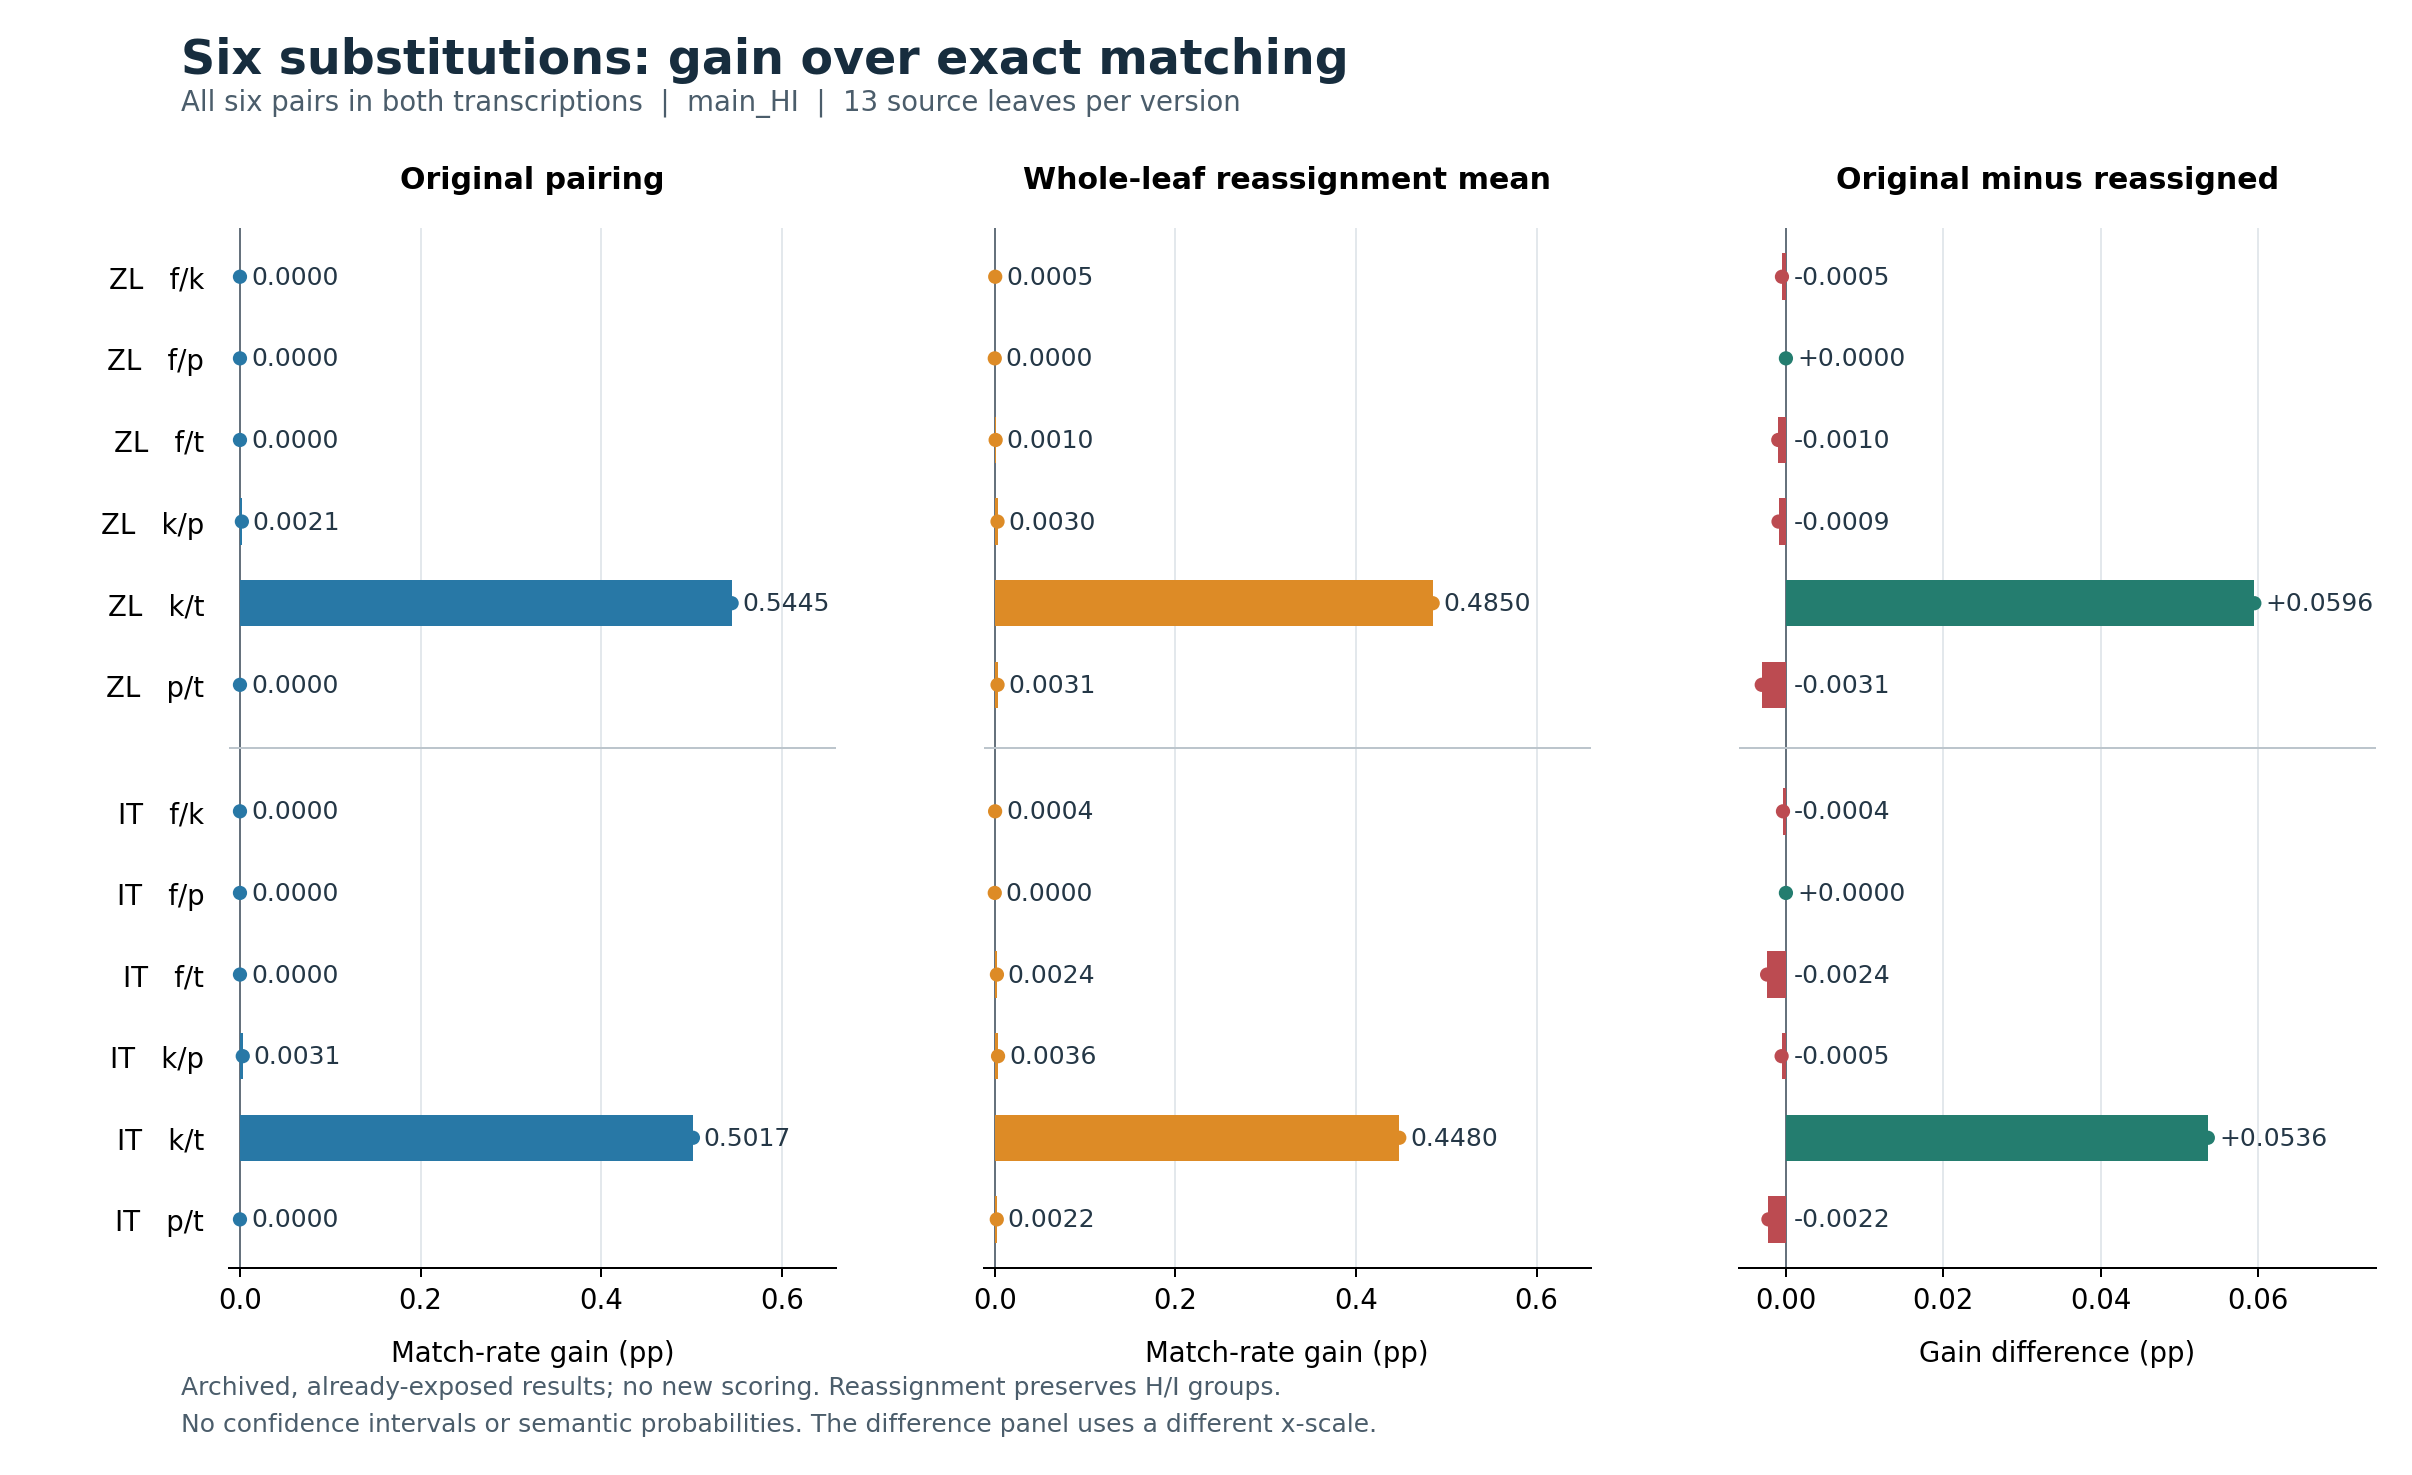 Six substitutions: gain over exact matching
All six pairs in both transcriptions | main_HI | 13 source leaves per version
Original pairing
Whole-leaf reassignment mean
Original minus reassigned
ZL f/k 0.0000 0.0005 -0.0005
ZL f/p 0.0000 0.0000 +0.0000
ZL f/t 0.0000 0.0010 -0.0010
ZL k/p 0.0021 0.0030 -0.0009
ZL k/t 0.5445 0.4850 +0.0596
ZL p/t 0.0000 0.0031 -0.0031
IT f/k 0.0000 0.0004 -0.0004
IT f/p 0.0000 0.0000 +0.0000
IT f/t 0.0000 0.0024 -0.0024
IT k/p 0.0031 0.0036 -0.0005
IT k/t 0.5017 0.4480 +0.0536
IT p/t 0.0000 0.0022 -0.0022
0.0 0.2 0.4 0.6 0.0 0.2 0.4 0.6 0.00 0.02 0.04 0.06
Match-rate gain (pp) Match-rate gain (pp) Gain difference (pp)
Archived, already-exposed results; no new scoring. Reassignment preserves H/I groups.
No confidence intervals or semantic probabilities. The difference panel uses a different x-scale.